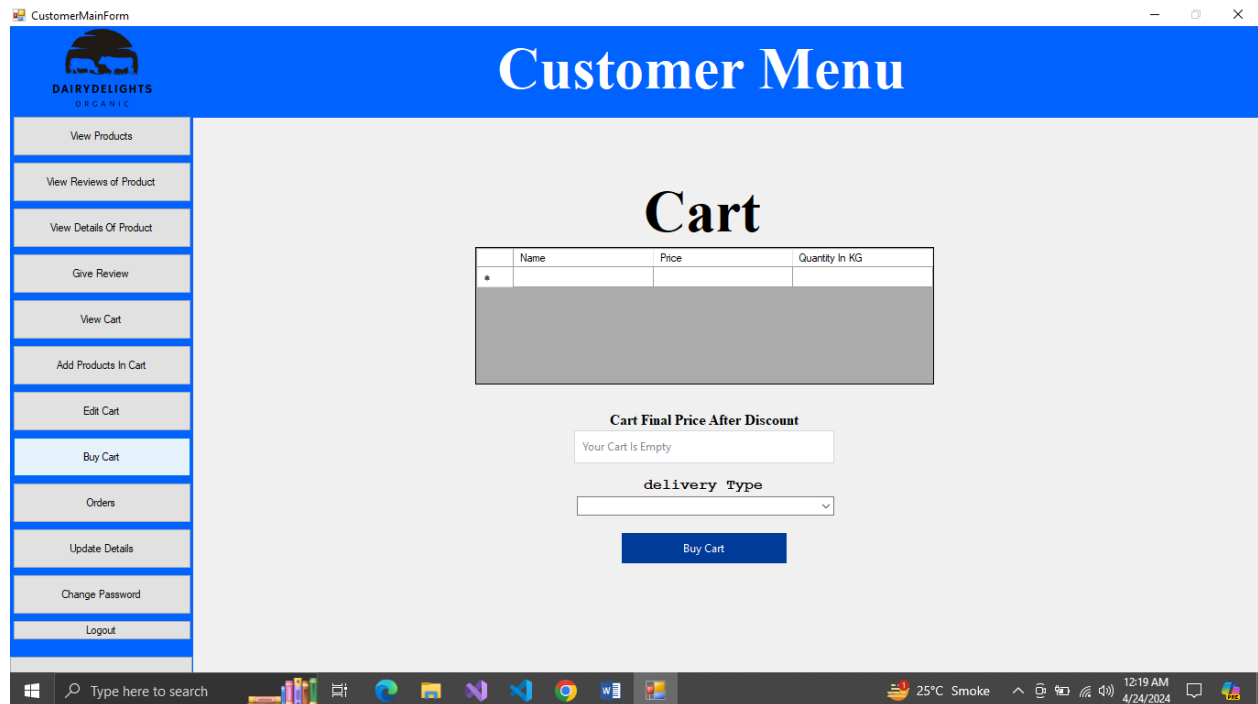 CustomerMainForm
DAIRYDELIGHTS
ORGANIC
Customer Menu
View Products
View Reviews of Product
View Details Of Product
Give Review
View Cart
Add Products In Cart
Edit Cart
Buy Cart
Orders
Update Details
Change Password
Logout
Cart
Name Price Quantity In KG
*
Cart Final Price After Discount
Your Cart Is Empty
delivery Type
Buy Cart
Type here to search
25°C Smoke
12:19 AM
4/24/2024